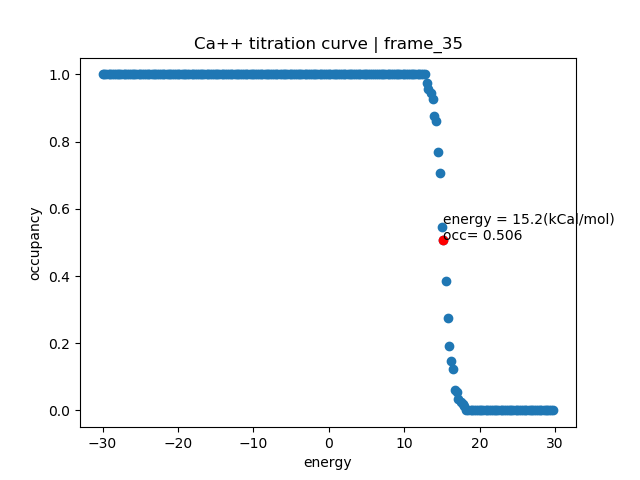 Ca++ titration curve | frame_35
1.0
0.8
0.6
0.4
0.2
0.0
occupancy
energy = 15.2(kCal/mol)
occ= 0.506
−30
−20
−10
0
10
20
30
energy